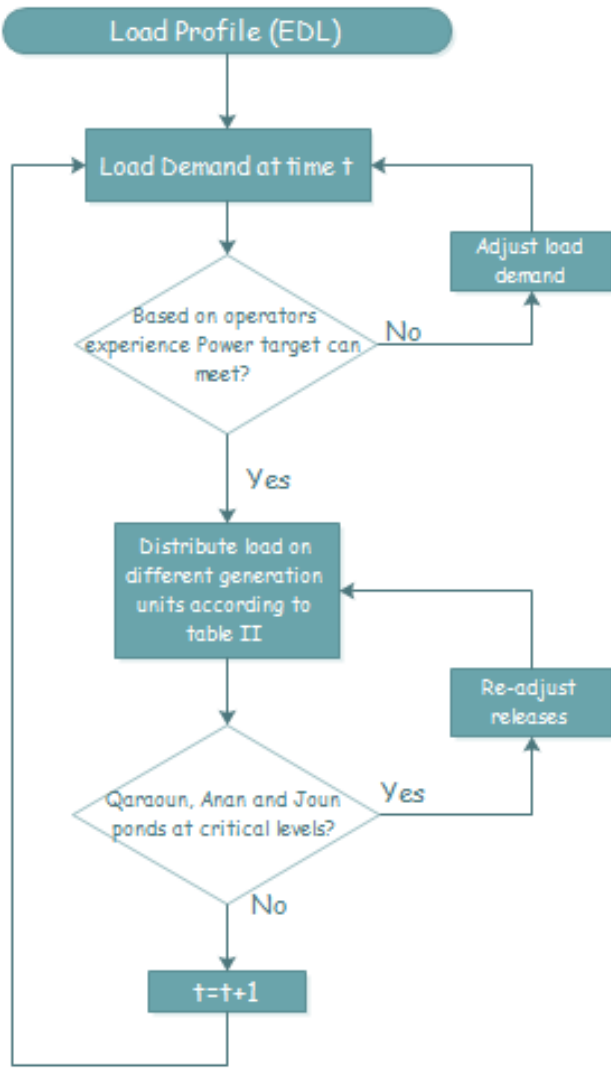 Load Profile (EDL)
Load Demand at time t
Adjust load
demand
Based on operators
experience Power target can
meet?
No
Yes
Distribute load on
different generation
units according to
table II
Re-adjust
releases
Qaraoun, Anan and Joun
ponds at critical levels?
Yes
No
t=t+1